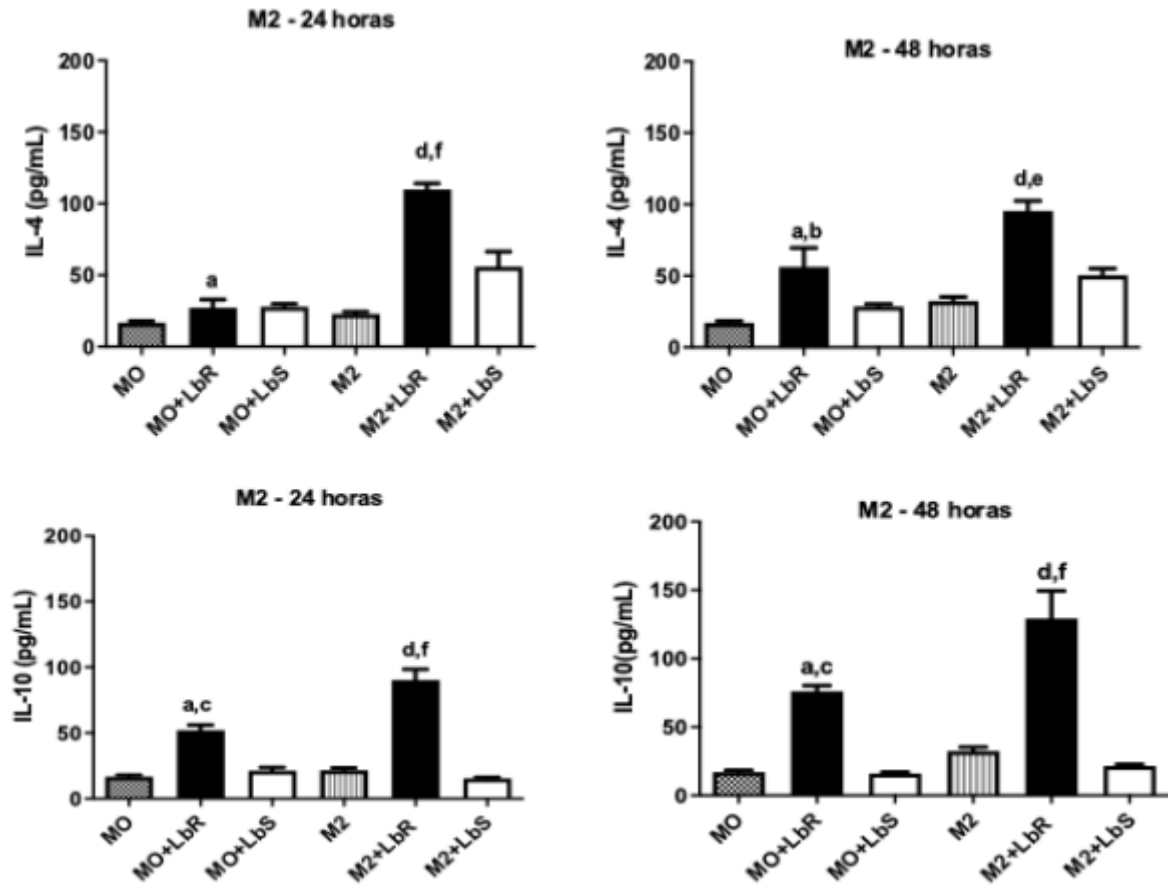 M2 - 24 horas
IL-4 (pg/mL)
200
150
100
50
0
a
d,f
MO
MO+LbR
MO+LbS
M2
M2+LbR
M2+LbS
M2 - 48 horas
IL-4 (pg/mL)
200
150
100
50
0
a,b
d,e
MO
MO+LbR
MO+LbS
M2
M2+LbR
M2+LbS
M2 - 24 horas
IL-10 (pg/mL)
200
150
100
50
0
a,c
d,f
MO
MO+LbR
MO+LbS
M2
M2+LbR
M2+LbS
M2 - 48 horas
IL-10(pg/mL)
200
150
100
50
0
a,c
d,f
MO
MO+LbR
MO+LbS
M2
M2+LbR
M2+LbS